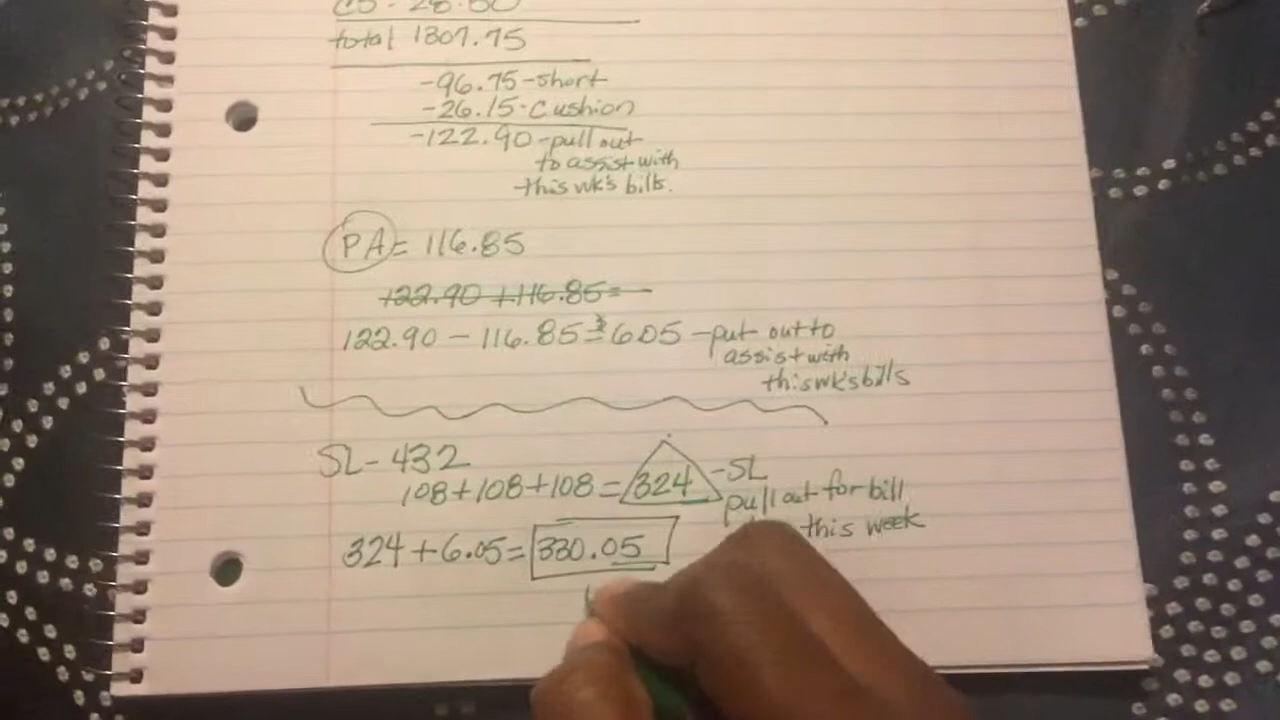 total 1307.75
-96.75-short
-26.15-cushion
-122.90-pull out
to assist with
this wk's bills.
PA = 116.85
122.90 + 116.85 =
122.90 - 116.85 = $6.05 - put out to
assist with
this wk's bills
SL - 432
108+108+108 = 324 - SL
pull out for bill
this week
324 + 6.05 = 330.05